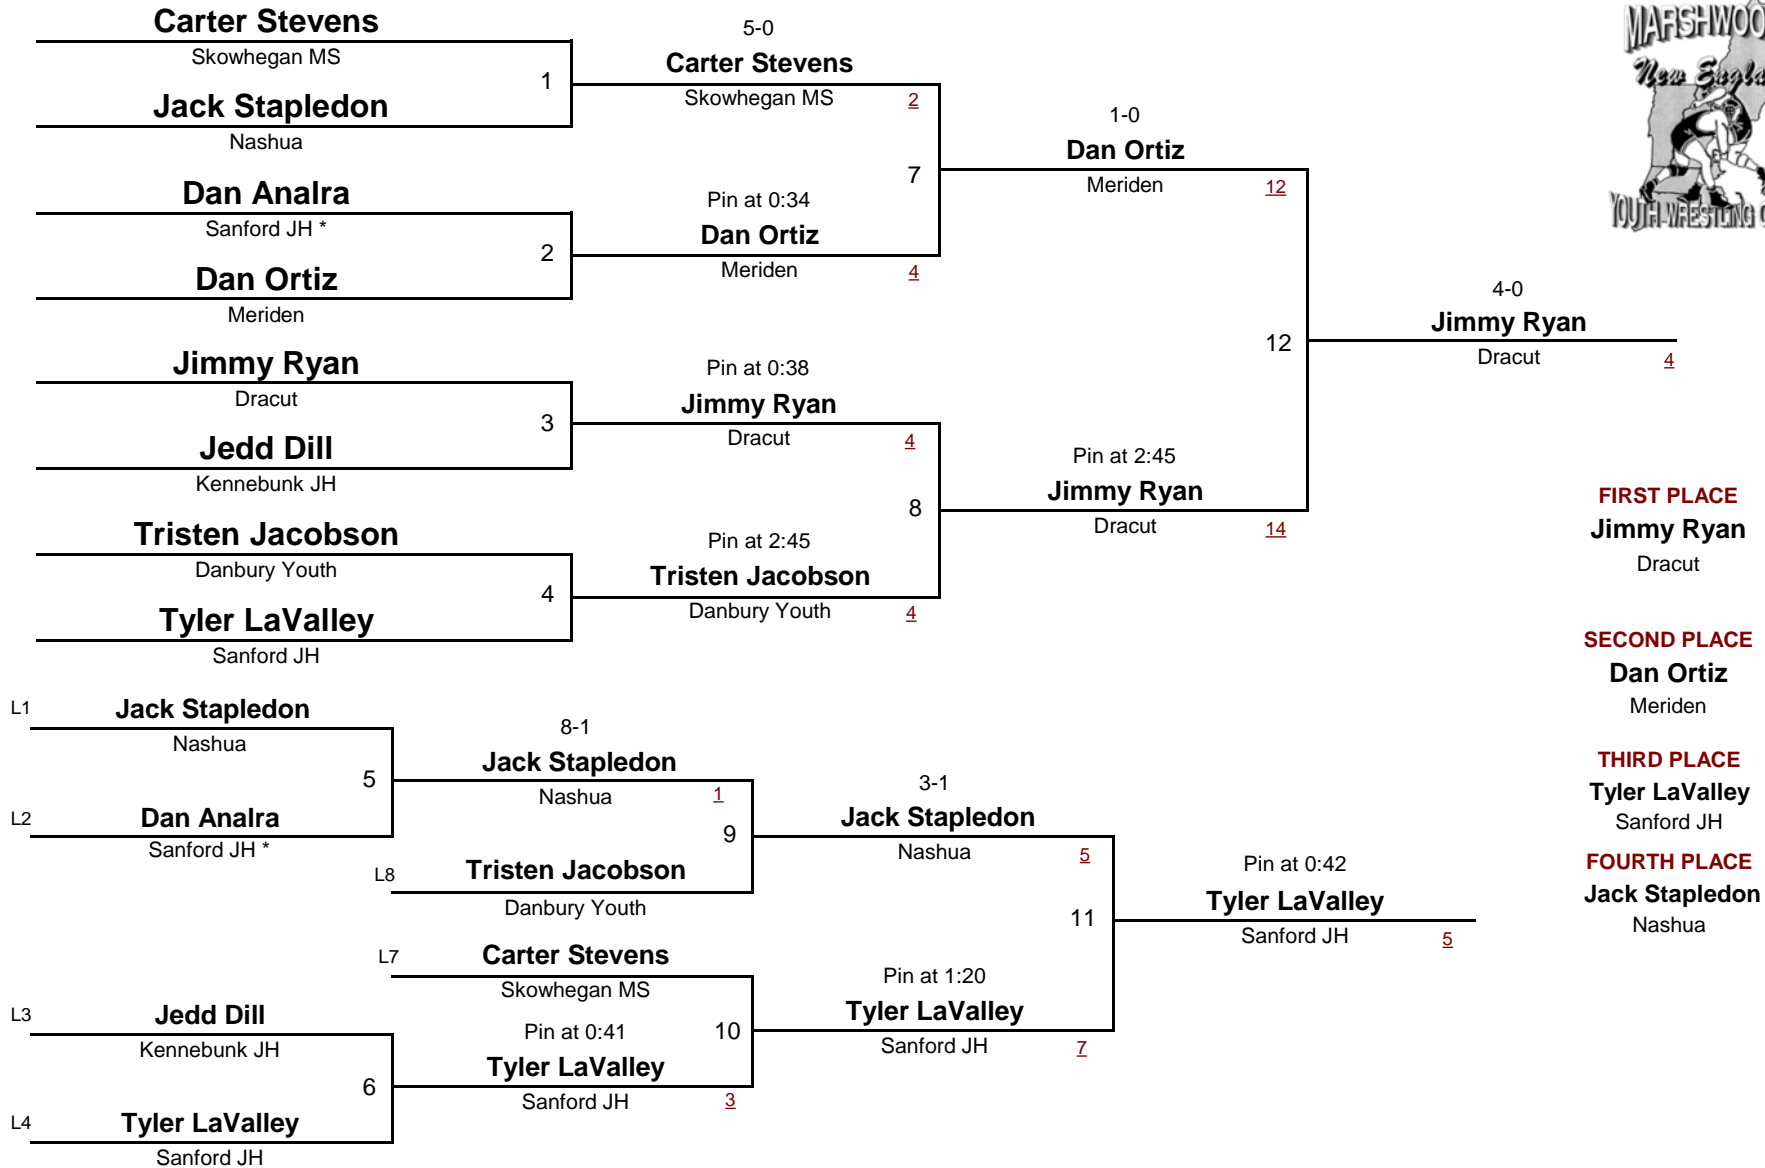 Carter Stevens
Skowhegan MS
1
Jack Stapledon
Nashua
Dan Analra
Sanford JH *
2
Dan Ortiz
Meriden
Jimmy Ryan
Dracut
3
Jedd Dill
Kennebunk JH
Tristen Jacobson
Danbury Youth
4
Tyler LaValley
Sanford JH
5-0
Carter Stevens
Skowhegan MS 2
7
Pin at 0:34
Dan Ortiz
Meriden 4
Pin at 0:38
Jimmy Ryan
Dracut 4
8
Pin at 2:45
Tristen Jacobson
Danbury Youth 4
1-0
Dan Ortiz
Meriden 12
12
Pin at 2:45
Jimmy Ryan
Dracut 14
4-0
Jimmy Ryan
Dracut 4
L1 Jack Stapledon
Nashua
5
L2 Dan Analra
Sanford JH *
8-1
Jack Stapledon
Nashua 1
9
L8 Tristen Jacobson
Danbury Youth
L7 Carter Stevens
Skowhegan MS
10
Pin at 0:41
Tyler LaValley
Sanford JH 3
L3 Jedd Dill
Kennebunk JH
6
L4 Tyler LaValley
Sanford JH
3-1
Jack Stapledon
Nashua 5
11
Pin at 1:20
Tyler LaValley
Sanford JH 7
Pin at 0:42
Tyler LaValley
Sanford JH 5
MARSHWOO
New Engla
YOUTH WRESTLING
FIRST PLACE
Jimmy Ryan
Dracut
SECOND PLACE
Dan Ortiz
Meriden
THIRD PLACE
Tyler LaValley
Sanford JH
FOURTH PLACE
Jack Stapledon
Nashua